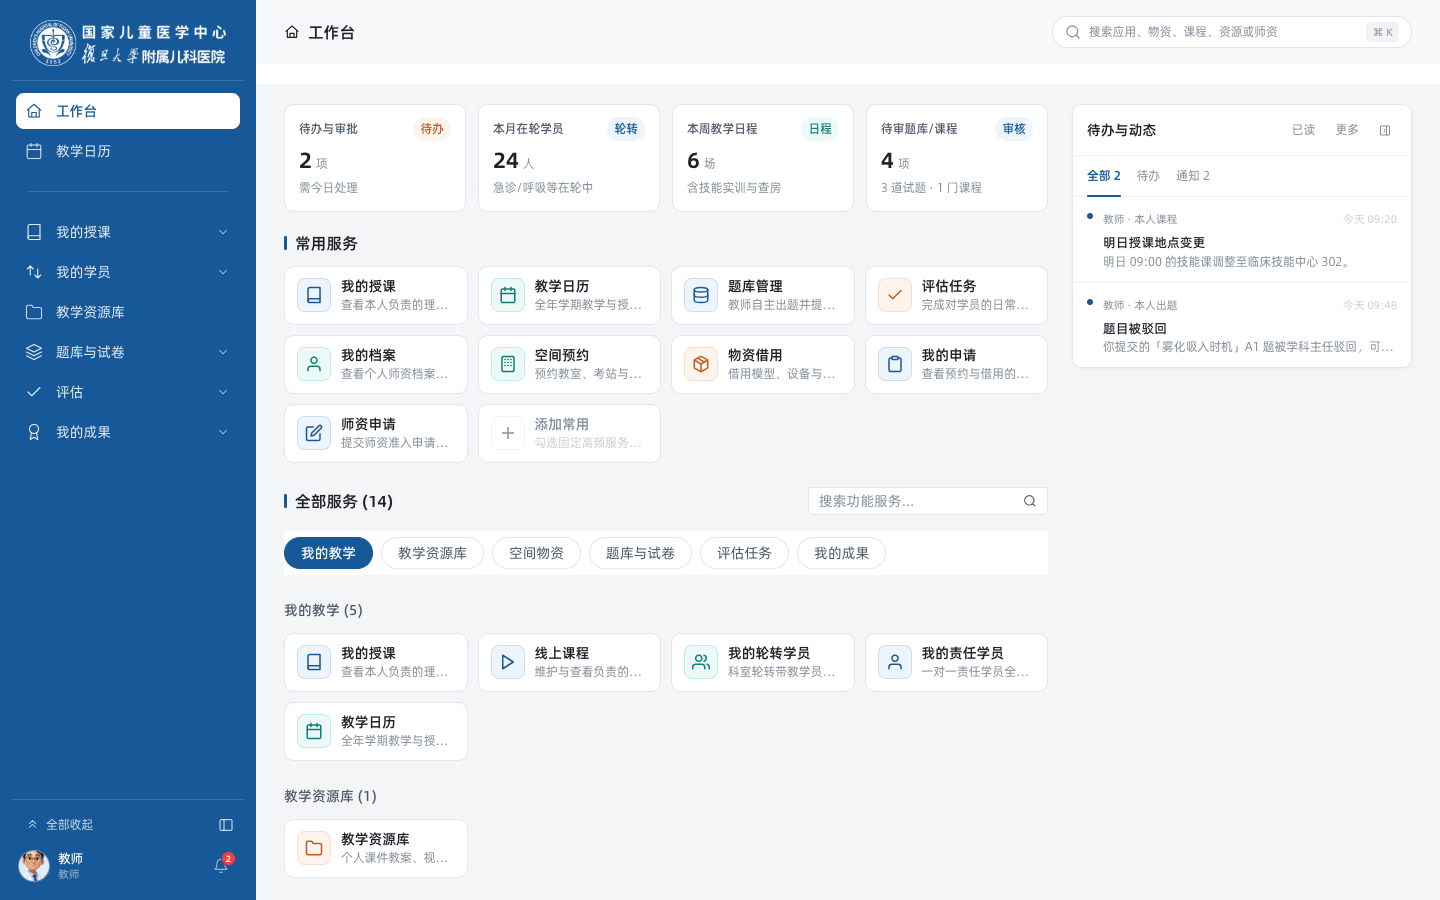 国家儿童医学中心
復旦大学附属儿科医院
1952
工作台
教学日历
我的授课
我的学员
教学资源库
题库与试卷
评估
我的成果
全部收起
教师
教师
2
工作台
搜索应用、物资、课程、资源或师资
⌘ K
待办与审批
待办
2 项
需今日处理
本月在轮学员
轮转
24 人
急诊/呼吸等在轮中
本周教学日程
日程
6 场
含技能实训与查房
待审题库/课程
审核
4 项
3 道试题 · 1 门课程
常用服务
我的授课
查看本人负责的理...
教学日历
全年学期教学与授...
题库管理
教师自主出题并提...
评估任务
完成对学员的日常...
我的档案
查看个人师资档案...
空间预约
预约教室、考站与...
物资借用
借用模型、设备与...
我的申请
查看预约与借用的...
师资申请
提交师资准入申请...
添加常用
勾选固定高频服务...
全部服务 (14)
搜索功能服务...
我的教学
教学资源库
空间物资
题库与试卷
评估任务
我的成果
我的教学 (5)
我的授课
查看本人负责的理...
线上课程
维护与查看负责的...
我的轮转学员
科室轮转带教学员...
我的责任学员
一对一责任学员全...
教学日历
全年学期教学与授...
教学资源库 (1)
教学资源库
个人课件教案、视...
待办与动态
已读
更多
全部 2
待办
通知 2
教师 · 本人课程
今天 09:20
明日授课地点变更
明日 09:00 的技能课调整至临床技能中心 302。
教师 · 本人出题
今天 09:48
题目被驳回
你提交的「雾化吸入时机」A1 题被学科主任驳回，可...